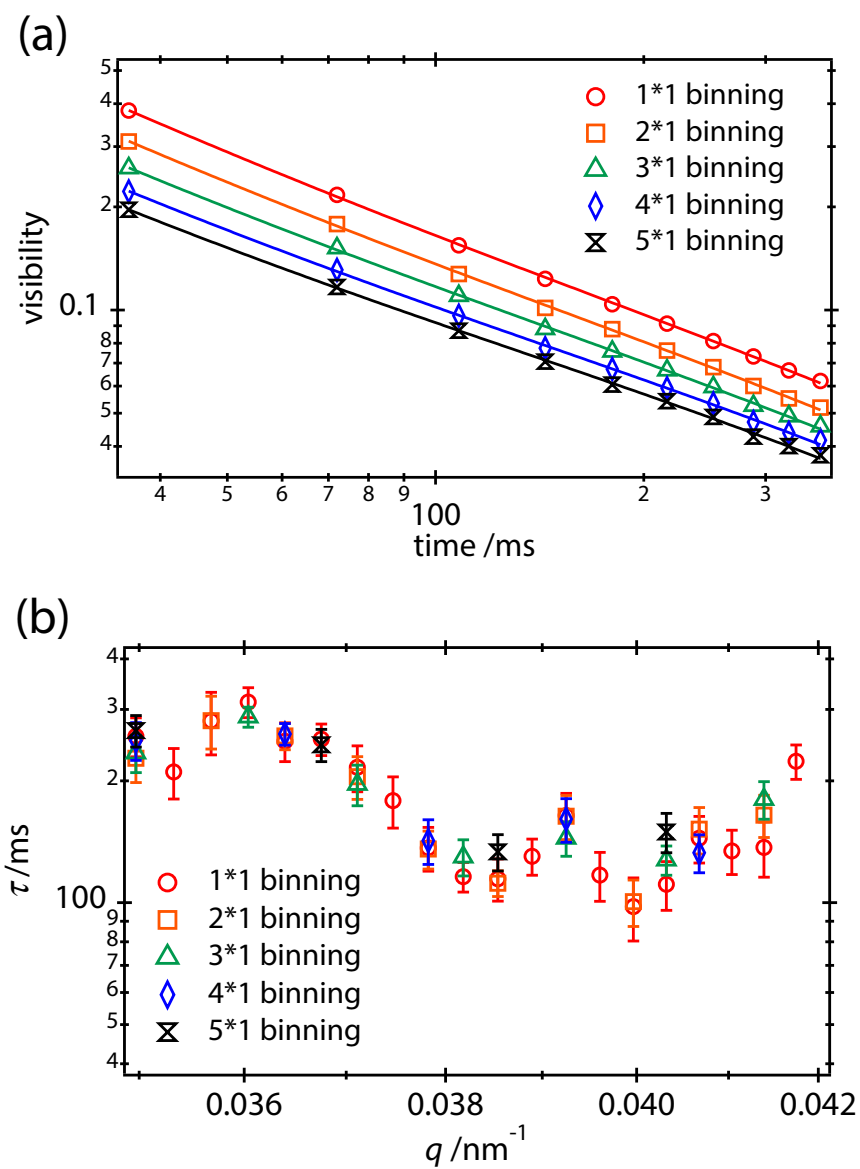 (a)
5
4
3
2
0.1
8
7
6
5
4
visibility
1*1 binning
2*1 binning
3*1 binning
4*1 binning
5*1 binning
4 5 6 7 8 9 100 2 3
time /ms
(b)
4
3
2
100
9
8
7
6
5
4
τ /ms
1*1 binning
2*1 binning
3*1 binning
4*1 binning
5*1 binning
0.036 0.038 0.040 0.042
q /nm⁻¹